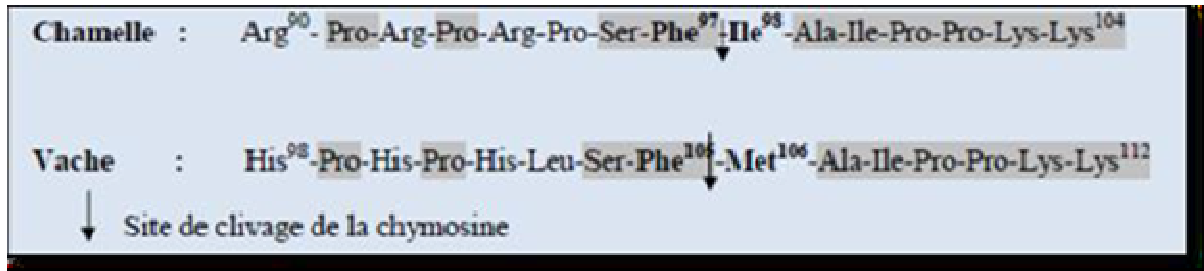 Chamelle : Arg⁹⁰- Pro-Arg-Pro-Arg-Pro-Ser-Phe⁹⁷-Ile⁹⁸-Ala-Ile-Pro-Pro-Lys-Lys¹⁰⁴
Vache : His⁹⁸-Pro-His-Pro-His-Leu-Ser-Phe¹⁰⁵-Met¹⁰⁶-Ala-Ile-Pro-Pro-Lys-Lys¹¹²
Site de clivage de la chymosine